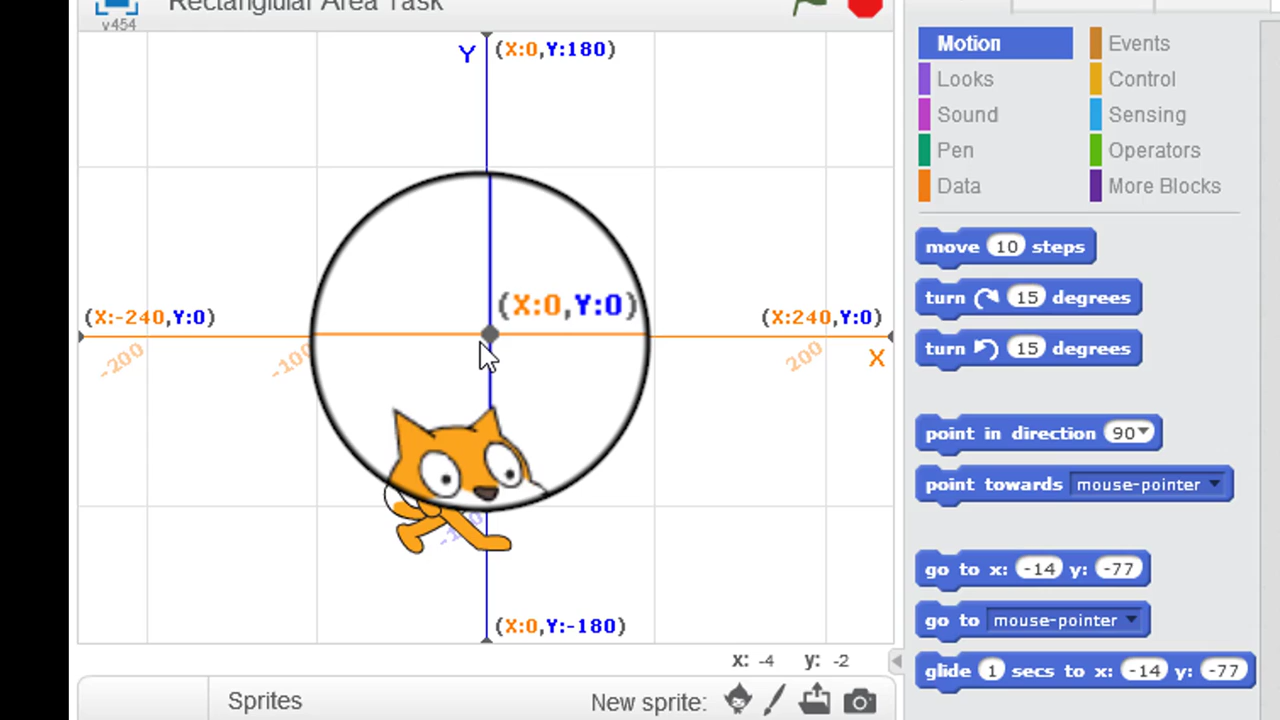 Rectanglular Area Task
v454
Y
(X:0,Y:180)
(X:0,Y:0)
(X:-240,Y:0)
(X:240,Y:0)
-200
-100
200
X
(X:0,Y:-180)
x: -4 y: -2
Sprites
New sprite:
Motion
Events
Looks
Control
Sound
Sensing
Pen
Operators
Data
More Blocks
move 10 steps
turn 15 degrees
turn 15 degrees
point in direction 90
point towards mouse-pointer
go to x: -14 y: -77
go to mouse-pointer
glide 1 secs to x: -14 y: -77